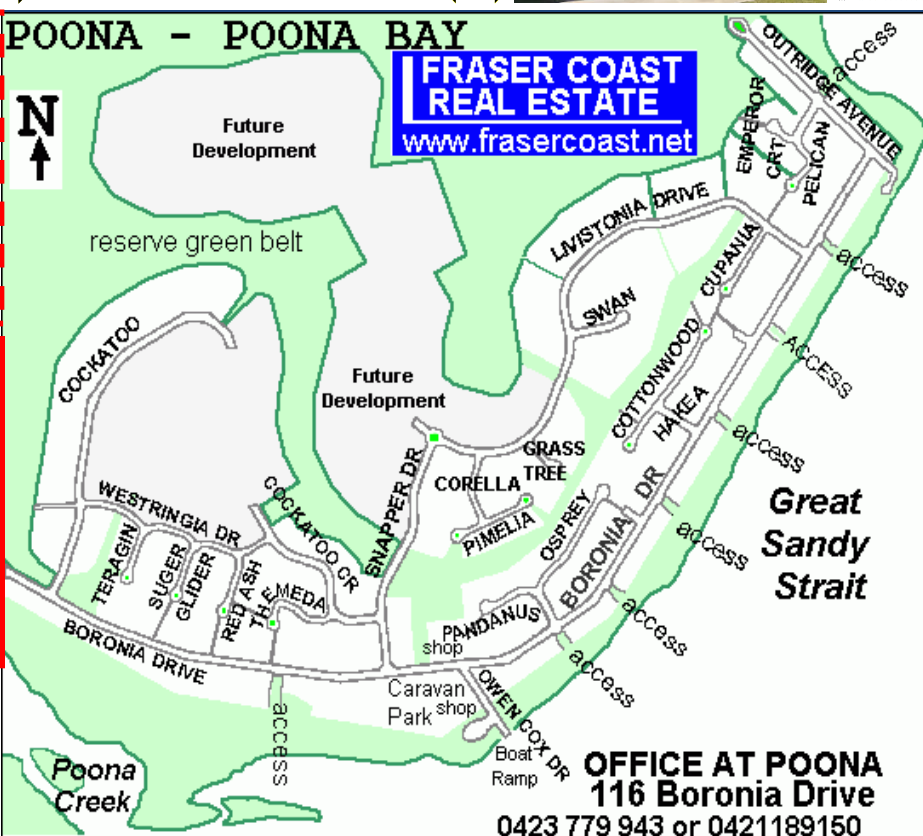 POONA - POONA BAY
N
FRASER COAST
REAL ESTATE
www.frasercoast.net
Future
Development
reserve green belt
OUTRIDGE AVENUE
access
EMPEROR
CRT
PELICAN
LIVISTONIA DRIVE
CUPANIA
access
SWAN
COCKATOO
COTTONWOOD
ACCESS
Future
Development
HAKEA
access
GRASS
TREE
CORELLA
SNAPPER DR
PIMELIA
OSPREY
BORONIA DR
access
Great
Sandy
Strait
WESTRINGIA DR
COCKATOO CR
TERAGIN
SUGER
GLIDER
RED ASH
THEMEDA
PANDANUS
access
shop
access
BORONIA DRIVE
Caravan
Park
shop
OWEN COX DR
access
Boat
Ramp
Poona
Creek
OFFICE AT POONA
116 Boronia Drive
0423 779 943 or 0421189150